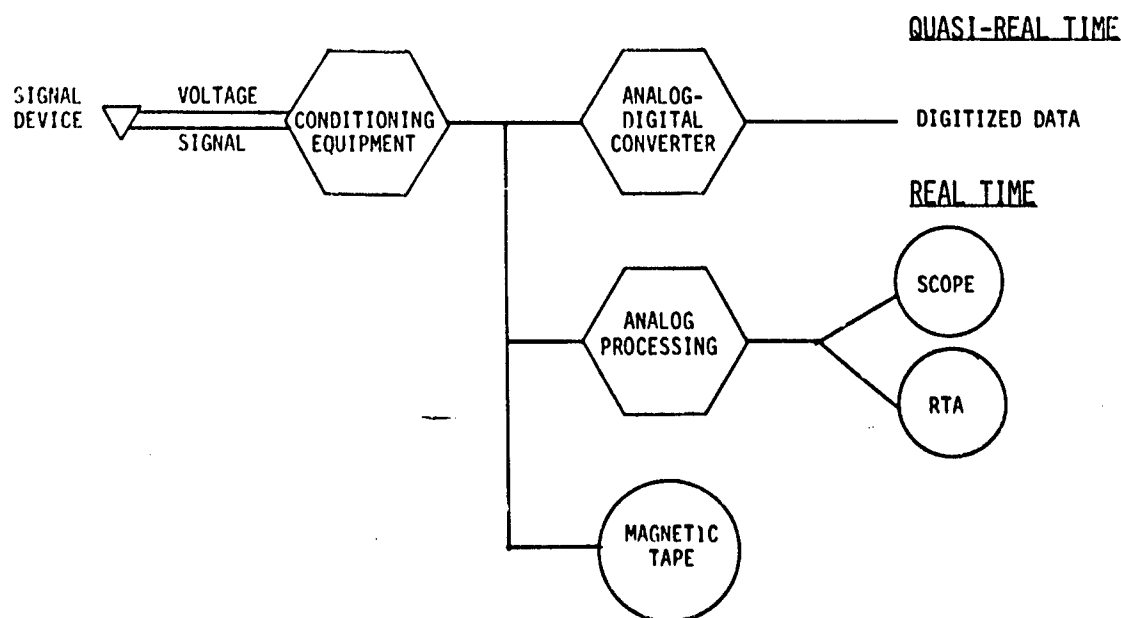 QUASI-REAL TIME
SIGNAL
DEVICE
VOLTAGE
SIGNAL
CONDITIONING
EQUIPMENT
ANALOG-
DIGITAL
CONVERTER
DIGITIZED DATA
REAL TIME
SCOPE
ANALOG
PROCESSING
RTA
MAGNETIC
TAPE